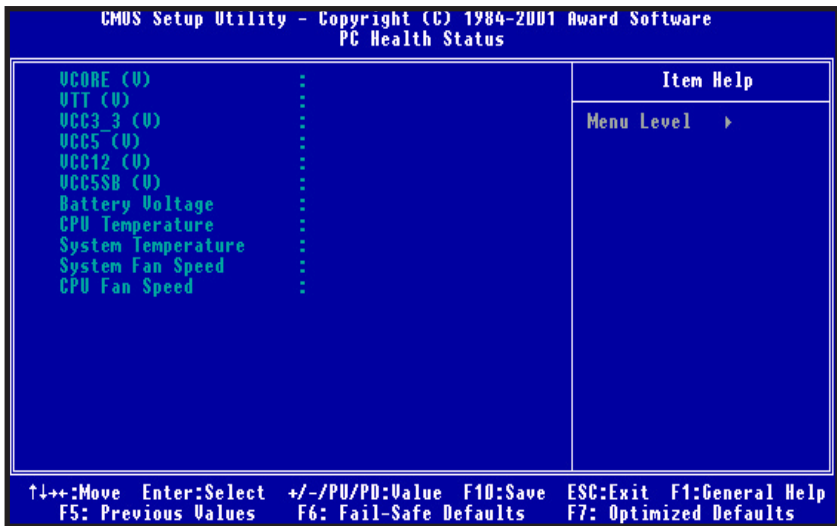 CMOS Setup Utility - Copyright (C) 1984-2001 Award Software
PC Health Status
VCORE (V) :
VTT (V) :
VCC3_3 (V) :
VCC5 (V) :
VCC12 (V) :
VCC5SB (V) :
Battery Voltage :
CPU Temperature :
System Temperature :
System Fan Speed :
CPU Fan Speed :
Item Help
Menu Level ▸
↑↓→←:Move Enter:Select +/-/PU/PD:Value F10:Save ESC:Exit F1:General Help
F5: Previous Values F6: Fail-Safe Defaults F7: Optimized Defaults